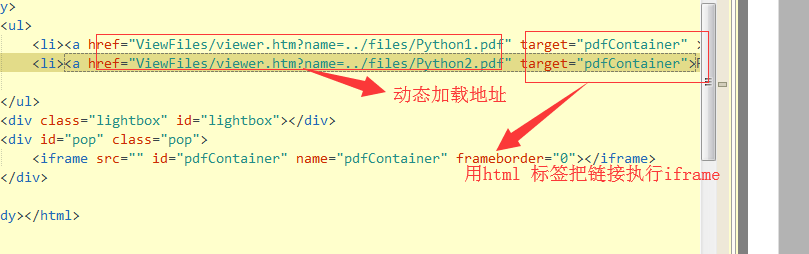 y>
<ul>
<li><a href="ViewFiles/viewer.htm?name=../files/Python1.pdf" target="pdfContainer" >
<li><a href="ViewFiles/viewer.htm?name=../files/Python2.pdf" target="pdfContainer">
动态加载地址
</ul>
<div class="lightbox" id="lightbox"></div>
<div id="pop" class="pop">
<iframe src="" id="pdfContainer" name="pdfContainer" frameborder="0"></iframe>
</div>
用html 标签把链接执行iframe
dy></html>